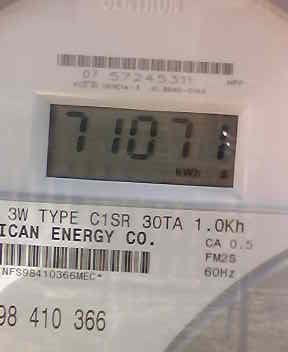 07 57245311
71071
kWh
3W TYPE C1SR 30TA 1.0Kh
ICAN ENERGY CO.
CA 0.5
FM2S
60Hz
NFS98410366MEC*
98 410 366